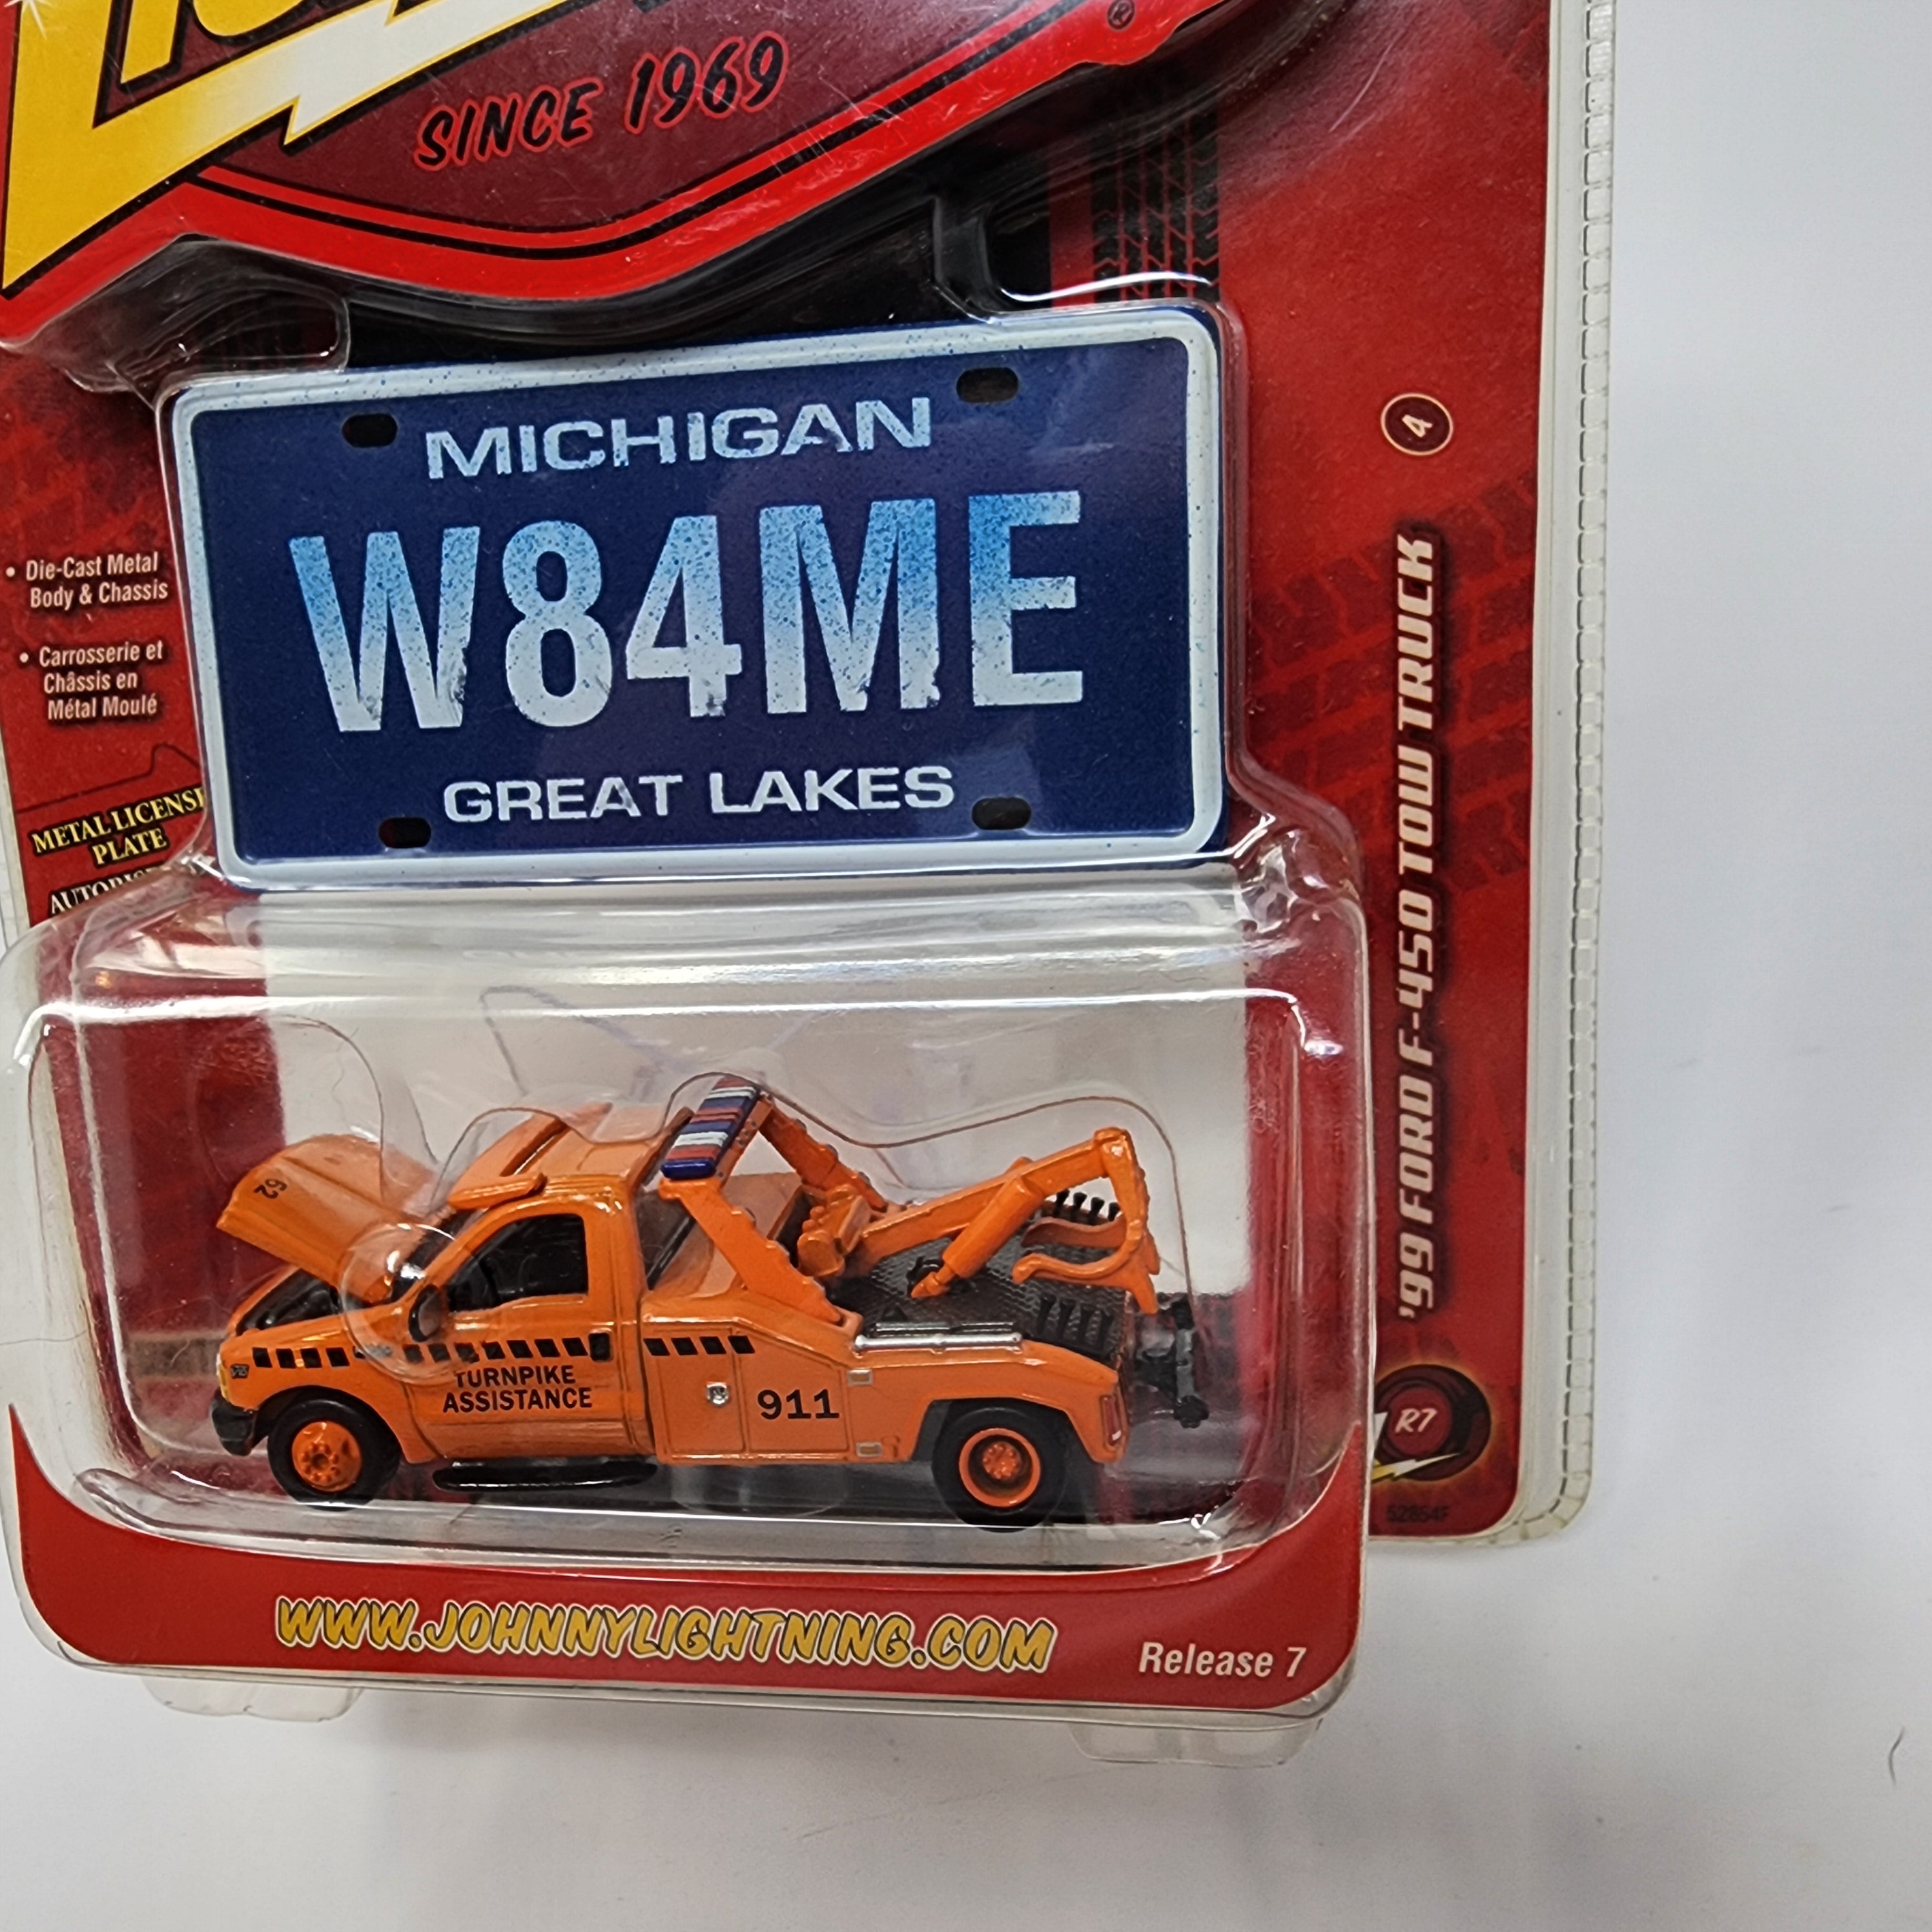 SINCE 1969
®
MICHIGAN
W84ME
GREAT LAKES
• Die-Cast Metal
Body & Chassis
• Carrosserie et
Châssis en
Métal Moulé
METAL LICENSE
PLATE
4
'99 FORD F-450 TOW TRUCK
R7
52
TURNPIKE
ASSISTANCE
911
WWW.JOHNNYLIGHTNING.COM
Release 7